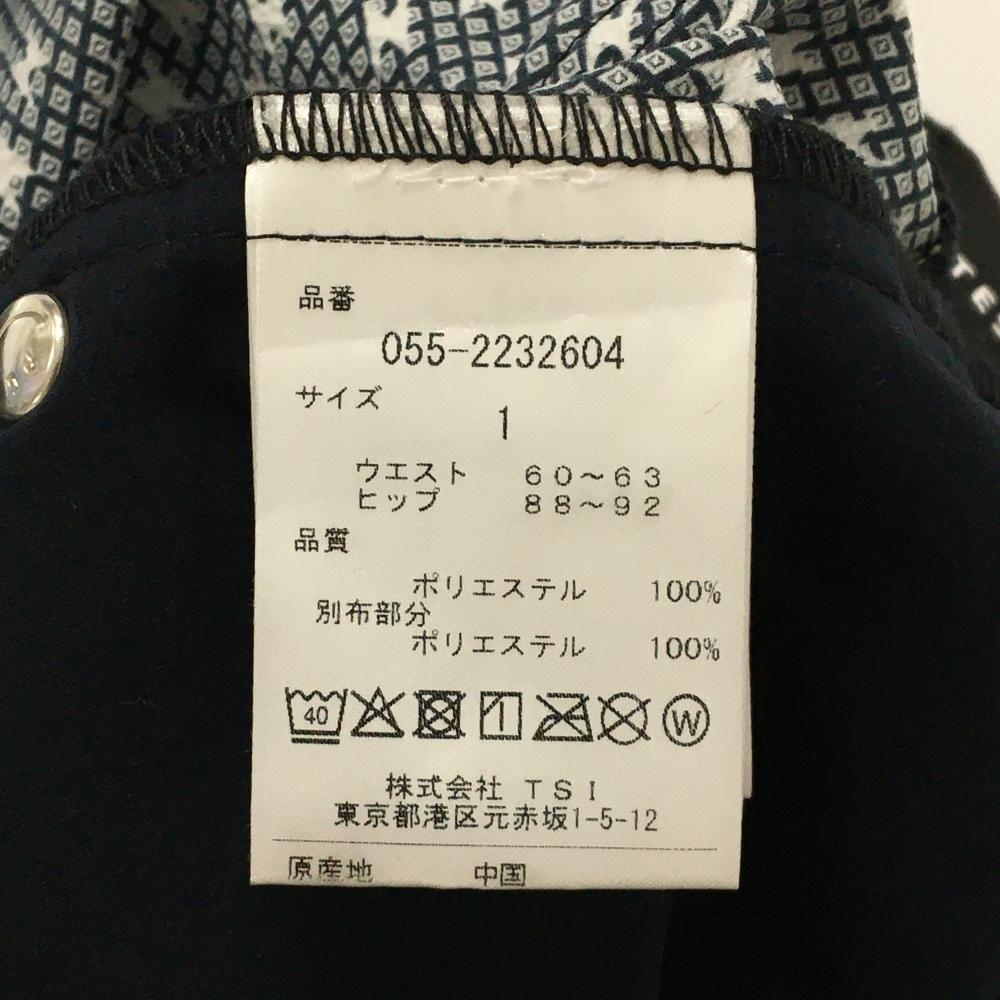 品番
055-2232604
サイズ
1
ウエスト 60~63
ヒップ 88~92
品質
ポリエステル 100%
別布部分
ポリエステル 100%
40
W
株式会社 TSI
東京都港区元赤坂1-5-12
原産地 中国